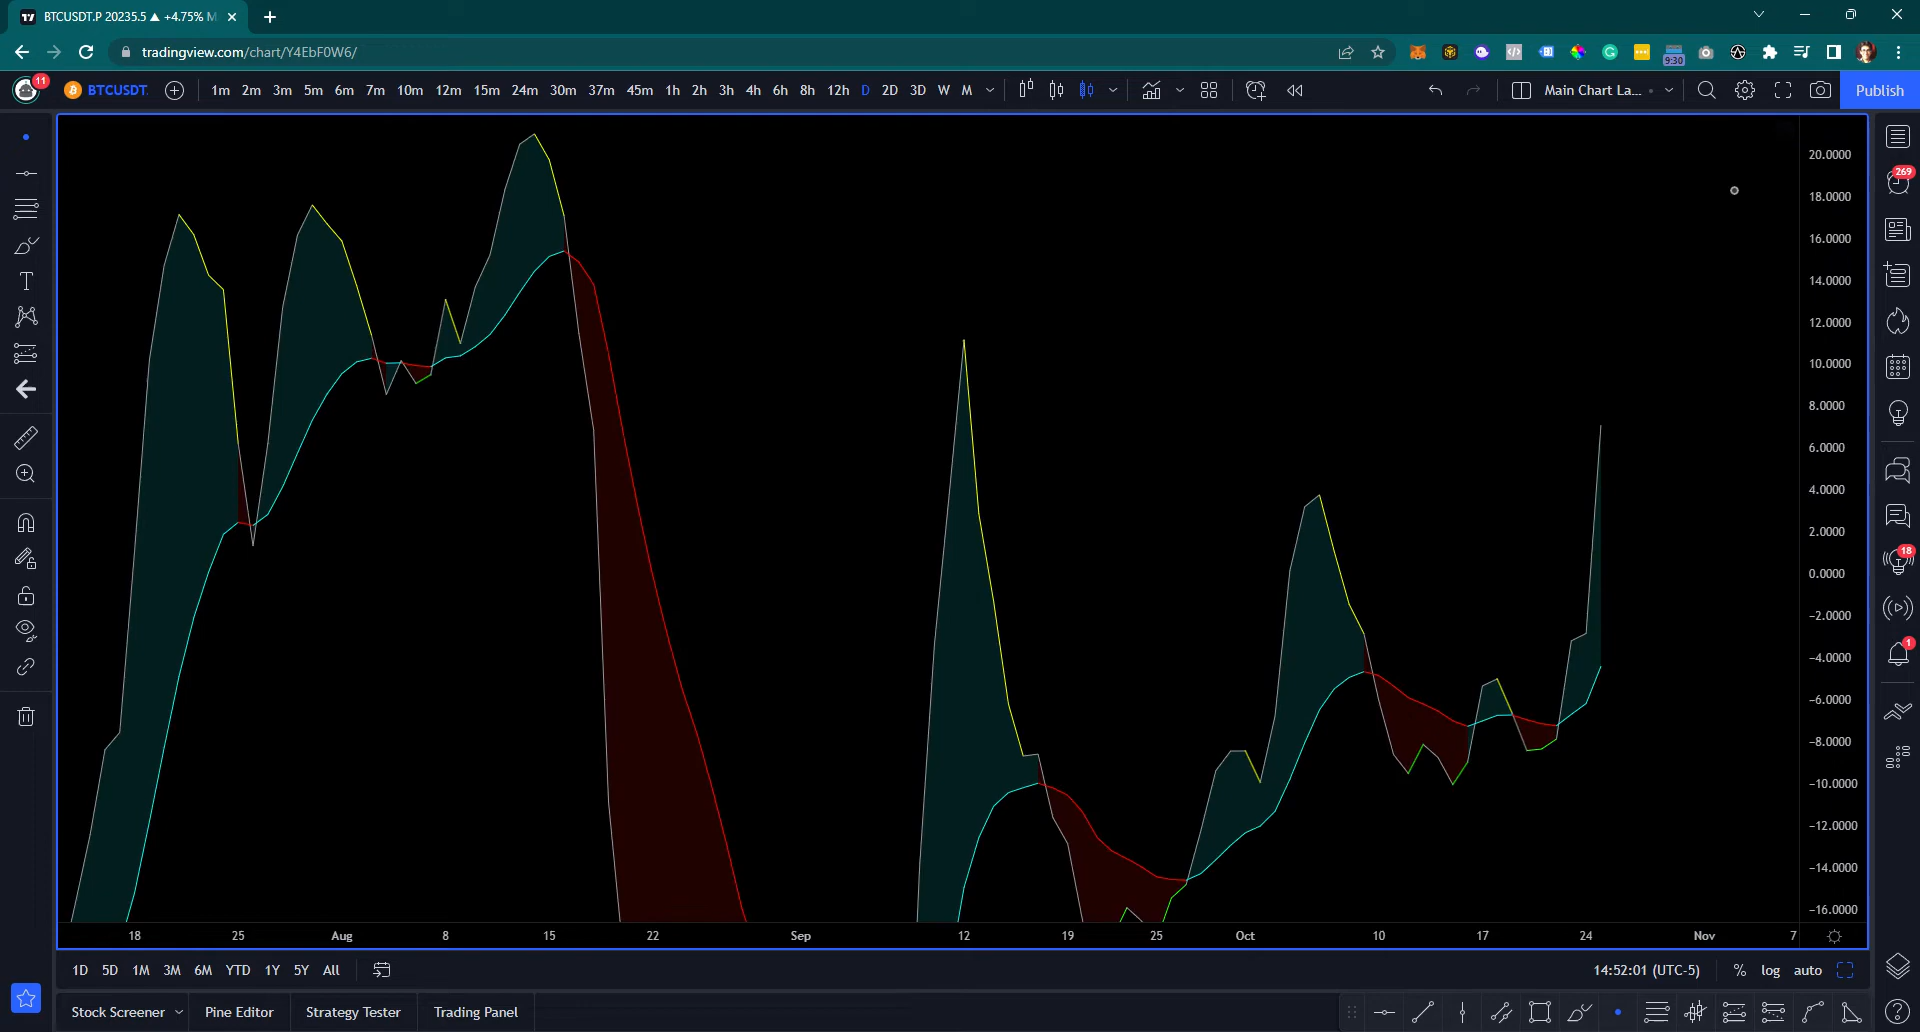 BTCUSDT.P 20235.5 ▲ +4.75% M
tradingview.com/chart/Y4EbF0W6/
9:30
11
BTCUSDT
1m 2m 3m 5m 6m 7m 10m 12m 15m 24m 30m 37m 45m 1h 2h 3h 4h 6h 8h 12h D 2D 3D W M
Main Chart La...
Publish
20.0000
18.0000
16.0000
14.0000
12.0000
10.0000
8.0000
6.0000
4.0000
2.0000
0.0000
−2.0000
−4.0000
−6.0000
−8.0000
−10.0000
−12.0000
−14.0000
−16.0000
269
18
1
18 25 Aug 8 15 22 Sep 12 19 25 Oct 10 17 24 Nov 7
1D 5D 1M 3M 6M YTD 1Y 5Y All
14:52:01 (UTC-5) % log auto
Stock Screener Pine Editor Strategy Tester Trading Panel